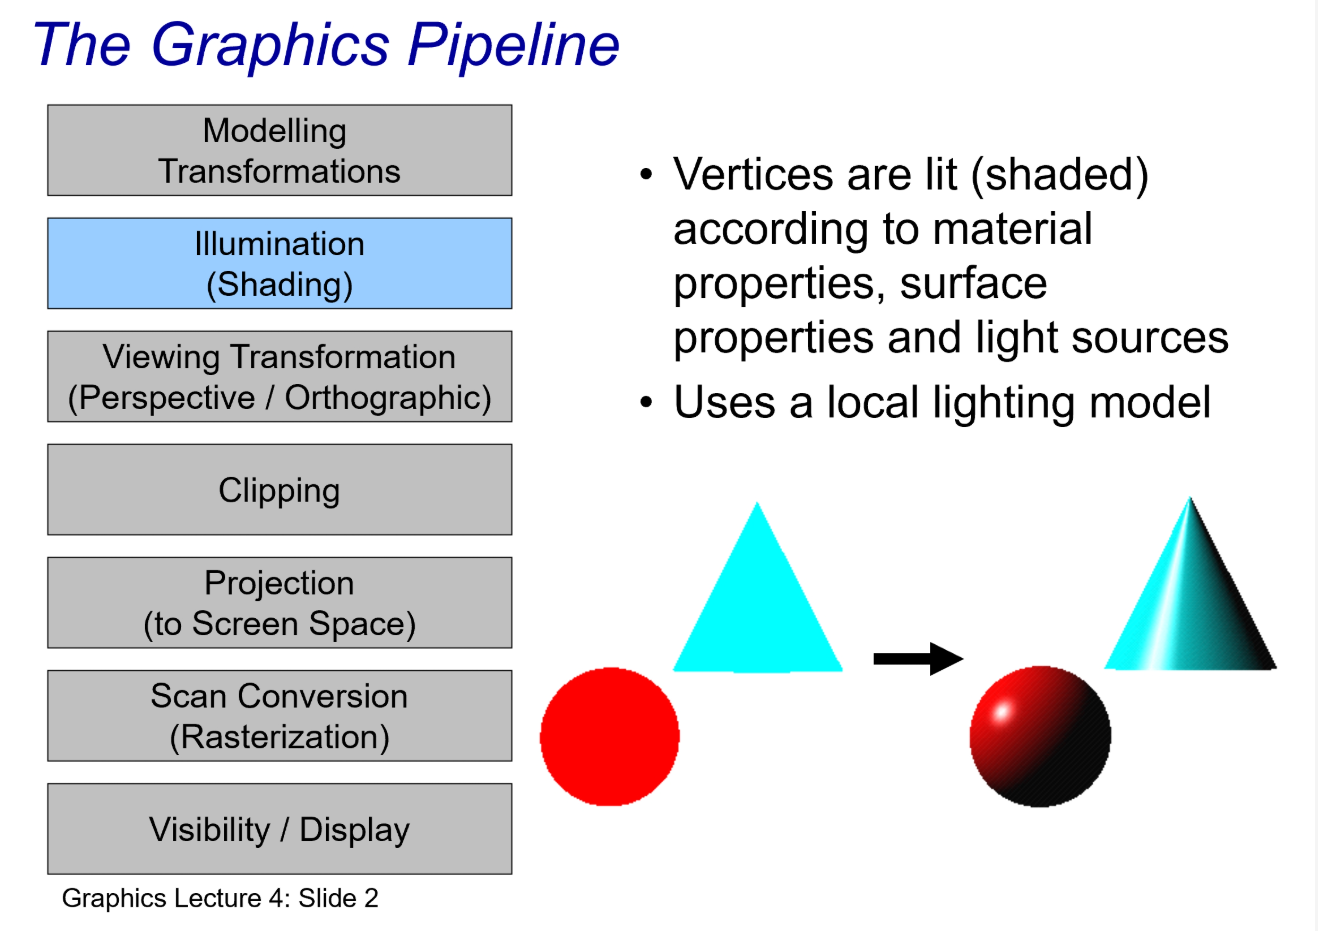 The Graphics Pipeline
Modelling
Transformations
Illumination
(Shading)
Viewing Transformation
(Perspective / Orthographic)
Clipping
Projection
(to Screen Space)
Scan Conversion
(Rasterization)
Visibility / Display
• Vertices are lit (shaded)
according to material
properties, surface
properties and light sources
• Uses a local lighting model
Graphics Lecture 4: Slide 2